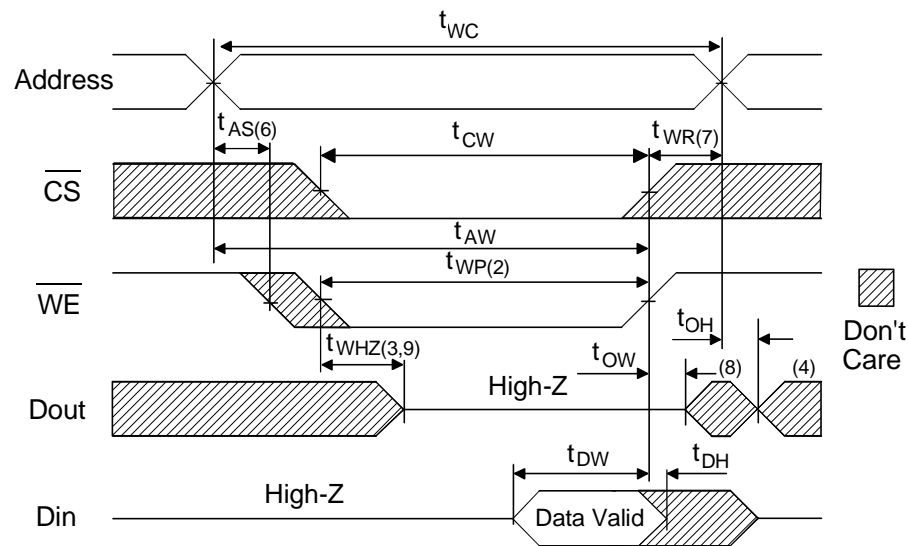 tWC
Address
tAS(6)
tCW
tWR(7)
CS
tAW
tWP(2)
WE
tOH
Don't
Care
tWHZ(3,9)
tOW
(8)
(4)
High-Z
Dout
tDW
tDH
High-Z
Din
Data Valid